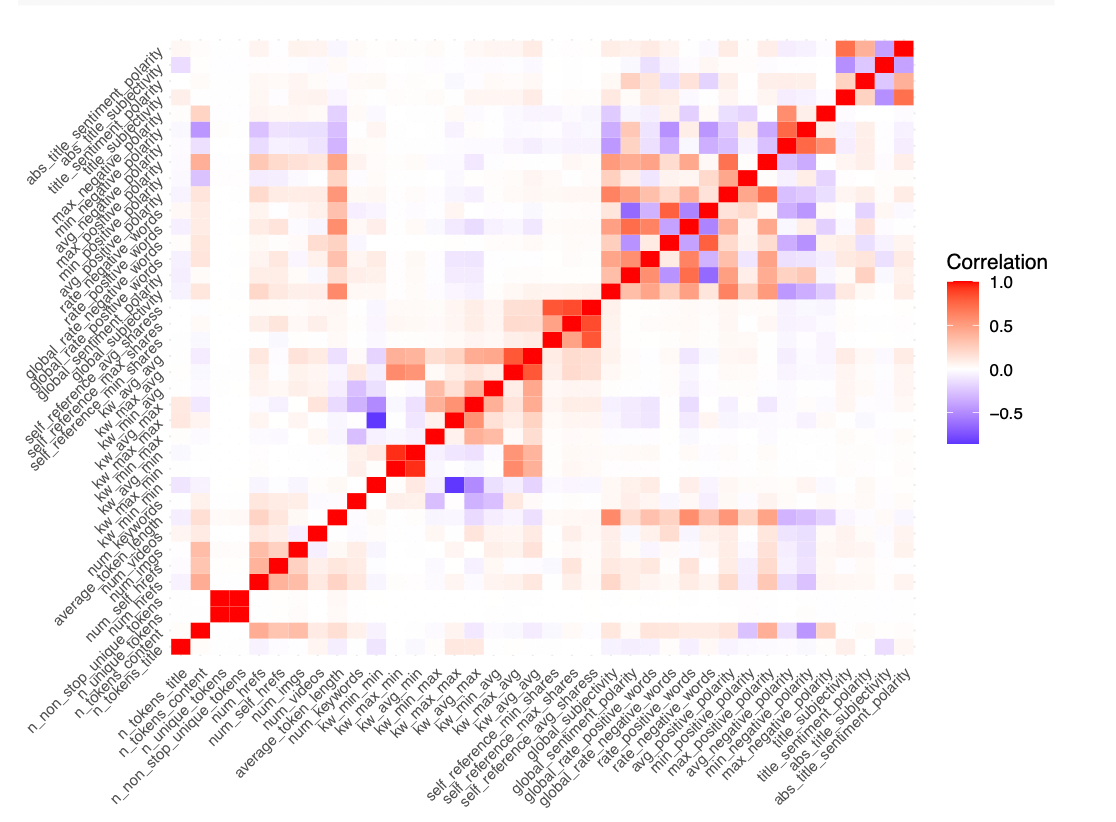 abs_title_sentiment_polarity
abs_title_subjectivity
title_sentiment_polarity
title_subjectivity
max_negative_polarity
min_negative_polarity
avg_negative_polarity
max_positive_polarity
min_positive_polarity
avg_positive_polarity
rate_negative_words
rate_positive_words
global_rate_negative_words
global_rate_positive_words
global_sentiment_polarity
global_subjectivity
self_reference_avg_sharess
self_reference_max_shares
self_reference_min_shares
kw_avg_avg
kw_max_avg
kw_min_avg
kw_avg_max
kw_max_max
kw_min_max
kw_avg_min
kw_max_min
kw_min_min
num_keywords
average_token_length
num_videos
num_imgs
num_self_hrefs
num_hrefs
n_non_stop_unique_tokens
n_unique_tokens
n_tokens_content
n_tokens_title
n_tokens_title
n_tokens_content
n_unique_tokens
n_non_stop_unique_tokens
num_hrefs
num_self_hrefs
num_imgs
num_videos
average_token_length
num_keywords
kw_min_min
kw_max_min
kw_avg_min
kw_min_max
kw_max_max
kw_avg_max
kw_min_avg
kw_max_avg
kw_avg_avg
self_reference_min_shares
self_reference_max_shares
self_reference_avg_sharess
global_subjectivity
global_sentiment_polarity
global_rate_positive_words
global_rate_negative_words
rate_positive_words
rate_negative_words
avg_positive_polarity
min_positive_polarity
max_positive_polarity
avg_negative_polarity
min_negative_polarity
max_negative_polarity
title_subjectivity
title_sentiment_polarity
abs_title_subjectivity
abs_title_sentiment_polarity
Correlation
1.0
0.5
0.0
−0.5